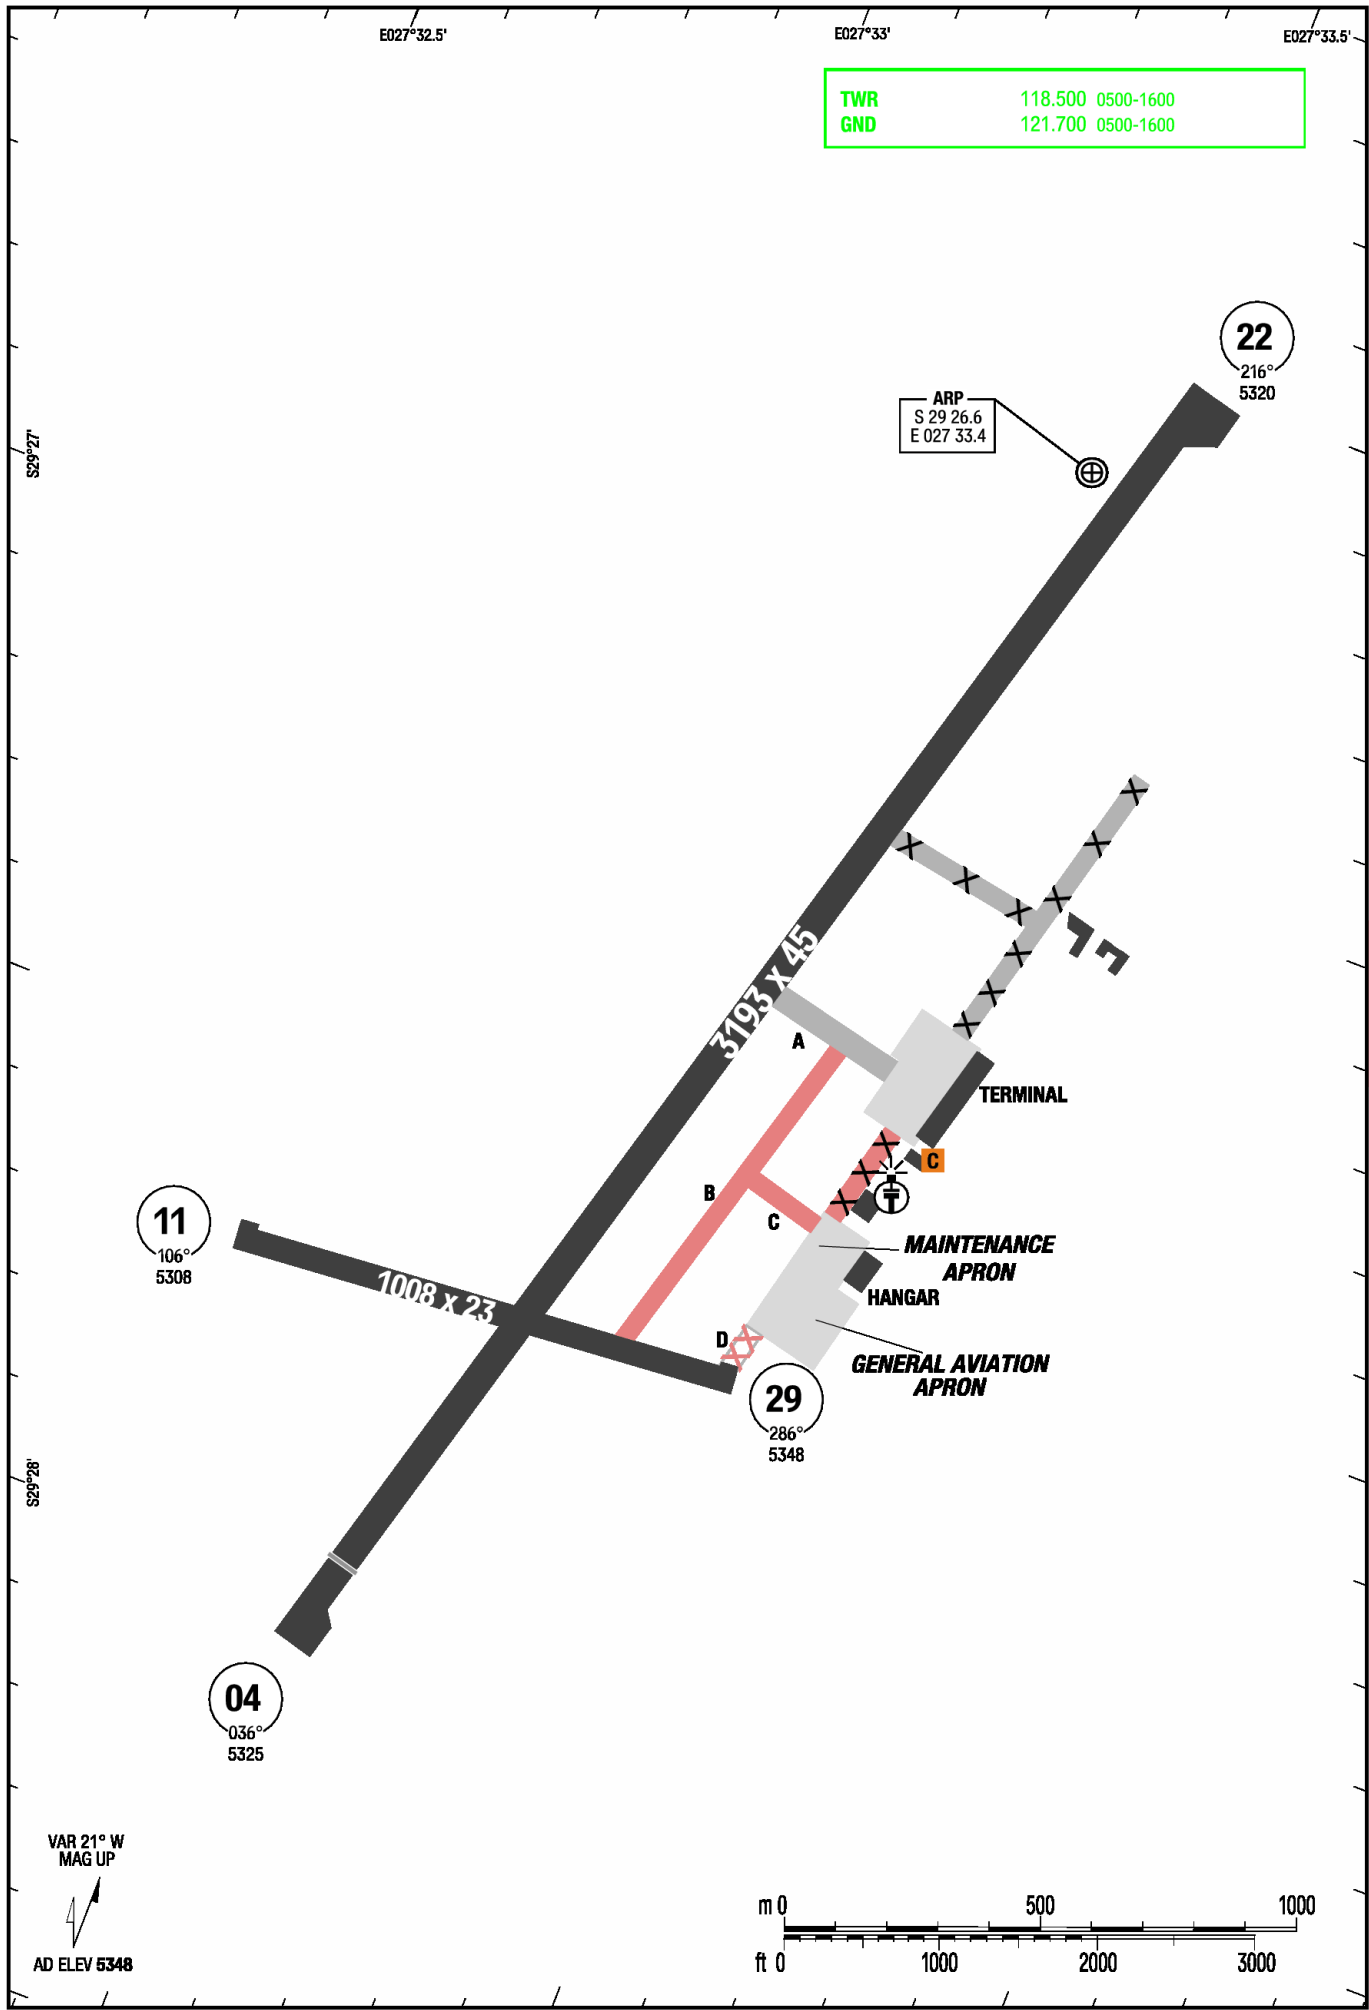 E027°32.5'
E027°33'
E027°33.5'
TWR 118.500 0500-1600
GND 121.700 0500-1600
22
216°
5320
ARP
S 29 26.6
E 027 33.4
S29°27'
3193 x 45
A
TERMINAL
C
B
C
11
106°
5308
MAINTENANCE
APRON
1008 x 23
HANGAR
D
GENERAL AVIATION
APRON
29
286°
5348
S29°28'
04
036°
5325
VAR 21° W
MAG UP
AD ELEV 5348
m 0 500 1000
ft 0 1000 2000 3000